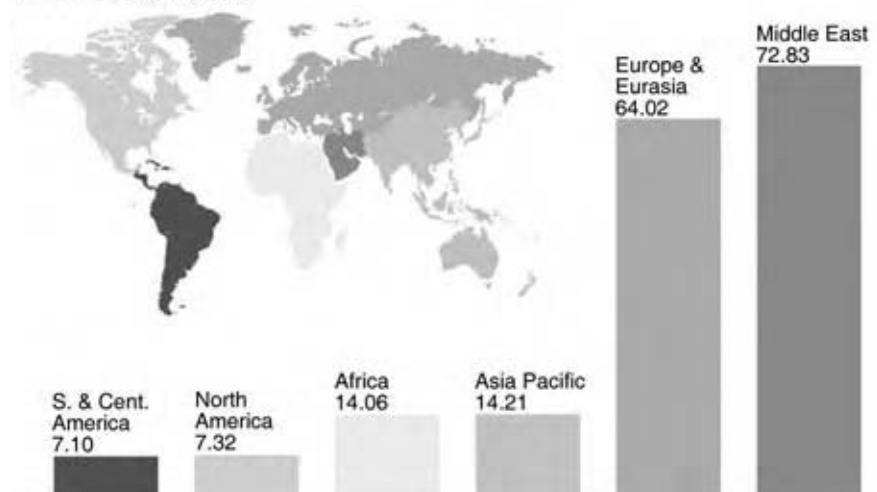 Middle East
72.83
Europe &
Eurasia
64.02
Africa
14.06
Asia Pacific
14.21
S. & Cent.
America
7.10
North
America
7.32